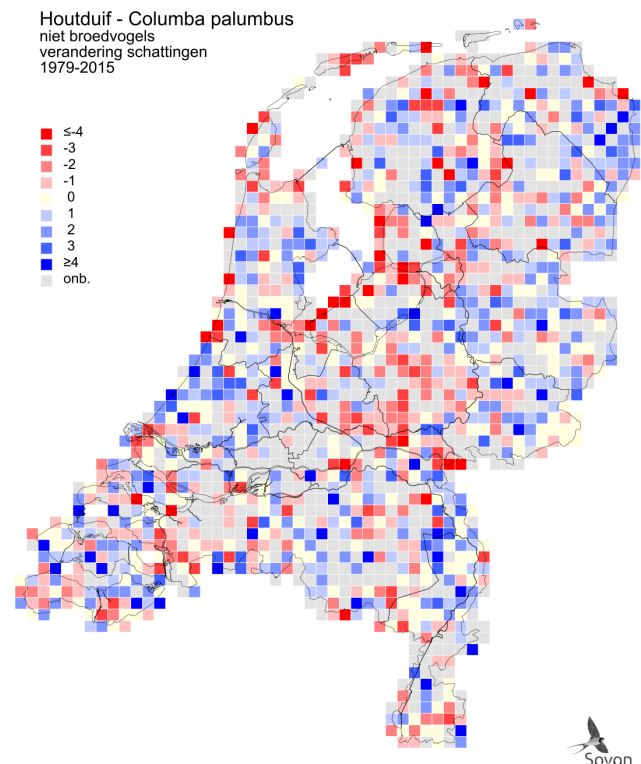 Houtduif - Columba palumbus
niet broedvogels
verandering schattingen
1979-2015
≤-4
-3
-2
-1
0
1
2
3
≥4
onb.
Sovon